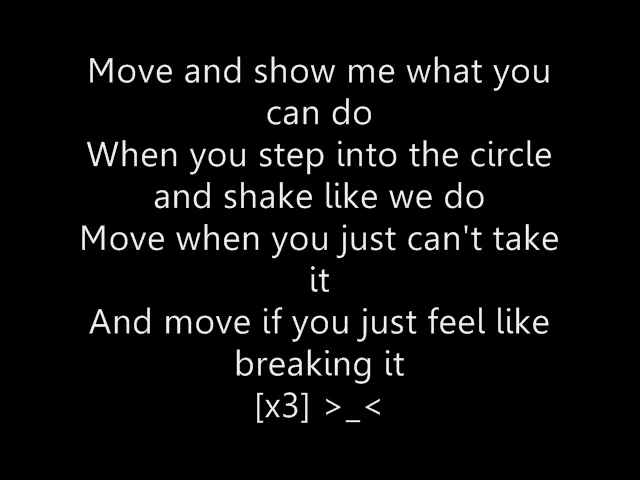 Move and show me what you
can do
When you step into the circle
and shake like we do
Move when you just can't take
it
And move if you just feel like
breaking it
[x3] >_<